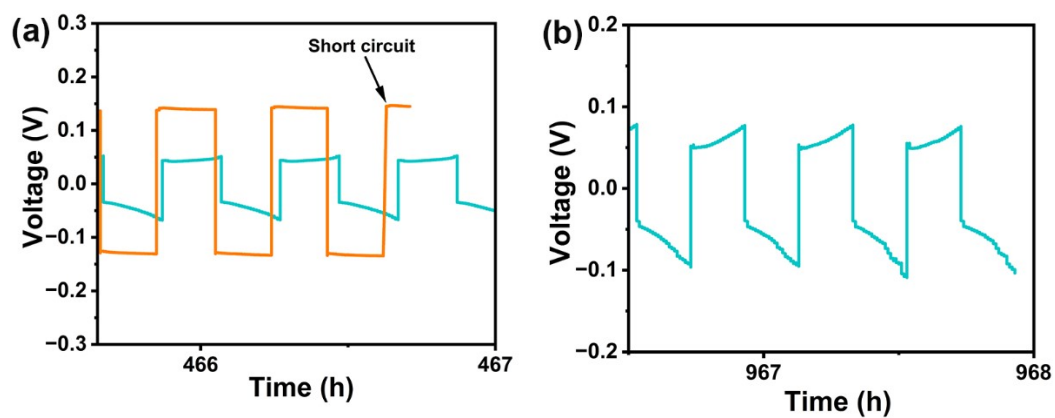 (a)
Voltage (V)
0.3
0.2
0.1
0.0
−0.1
−0.2
−0.3
Short circuit
466
467
Time (h)
(b)
Voltage (V)
0.2
0.1
0.0
−0.1
−0.2
967
968
Time (h)